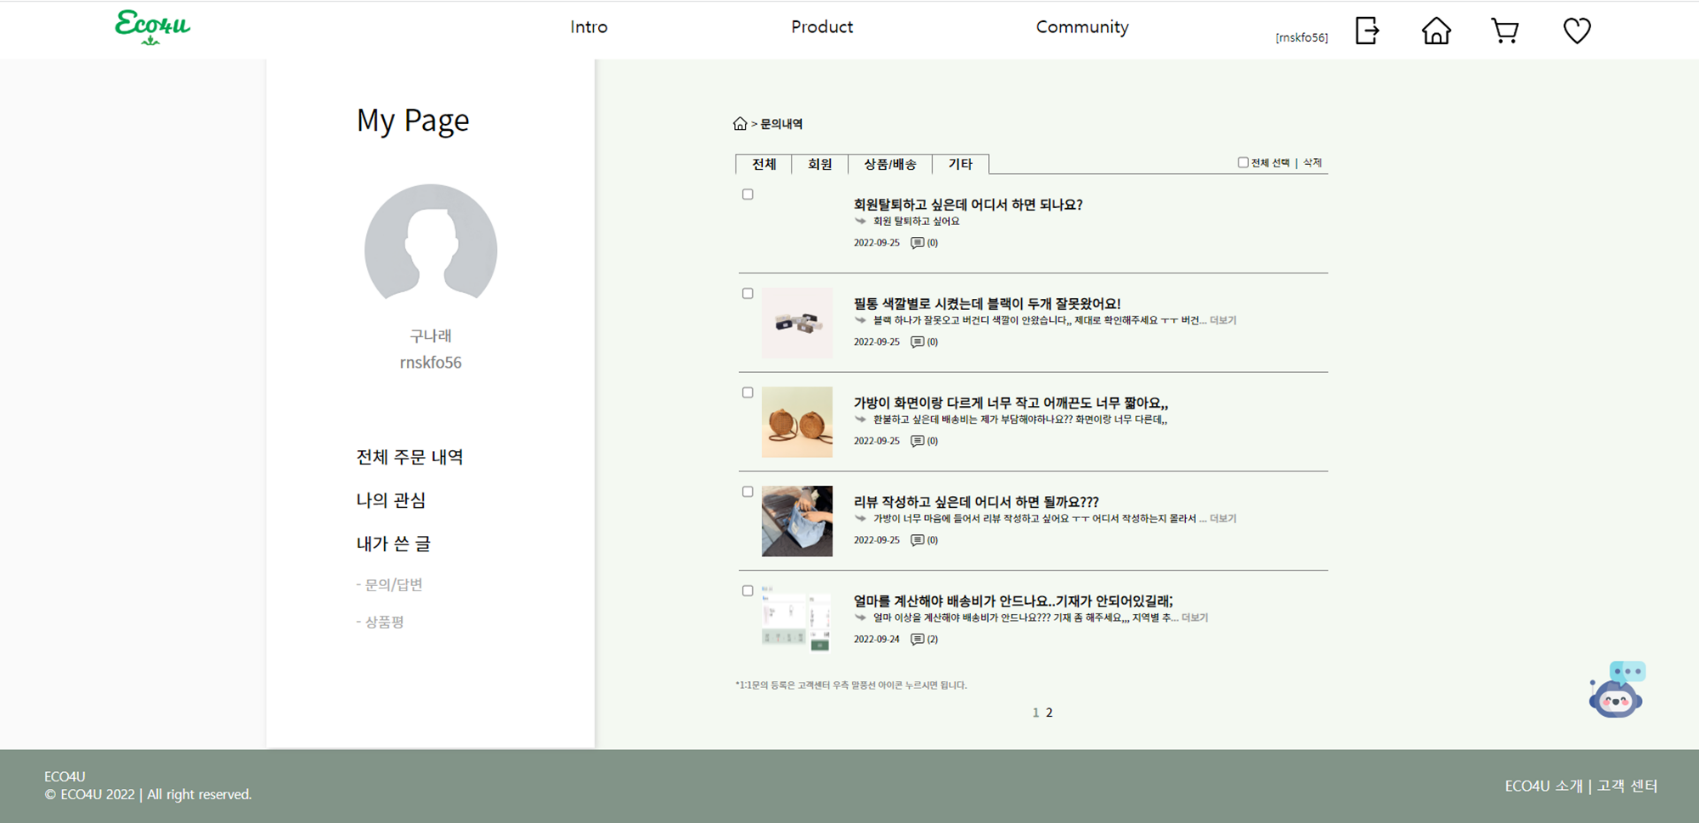 Eco4u
Intro
Product
Community
[rnskfo56]
My Page
구나래
rnskfo56
전체 주문 내역
나의 관심
내가 쓴 글
- 문의/답변
- 상품평
> 문의내역
전체
회원
상품/배송
기타
전체 선택 | 삭제
회원탈퇴하고 싶은데 어디서 하면 되나요?
회원 탈퇴하고 싶어요
2022-09-25 (0)
필통 색깔별로 시켰는데 블랙이 두개 잘못왔어요!
블랙 하나가 잘못오고 버건디 색깔이 안왔습니다,, 제대로 확인해주세요 ㅜㅜ 버건... 더보기
2022-09-25 (0)
가방이 화면이랑 다르게 너무 작고 어깨끈도 너무 짧아요,,
환불하고 싶은데 배송비는 제가 부담해야하나요?? 화면이랑 너무 다른데,,
2022-09-25 (0)
리뷰 작성하고 싶은데 어디서 하면 될까요???
가방이 너무 마음에 들어서 리뷰 작성하고 싶어요 ㅜㅜ 어디서 작성하는지 몰라서 ... 더보기
2022-09-25 (0)
얼마를 계산해야 배송비가 안드나요..기재가 안되어있길래;
얼마 이상을 계산해야 배송비가 안드나요??? 기재 좀 해주세요,,, 지역별 추... 더보기
2022-09-24 (2)
*1:1문의 등록은 고객센터 우측 말풍선 아이콘 누르시면 됩니다.
1 2
ECO4U
© ECO4U 2022 | All right reserved.
ECO4U 소개 | 고객 센터